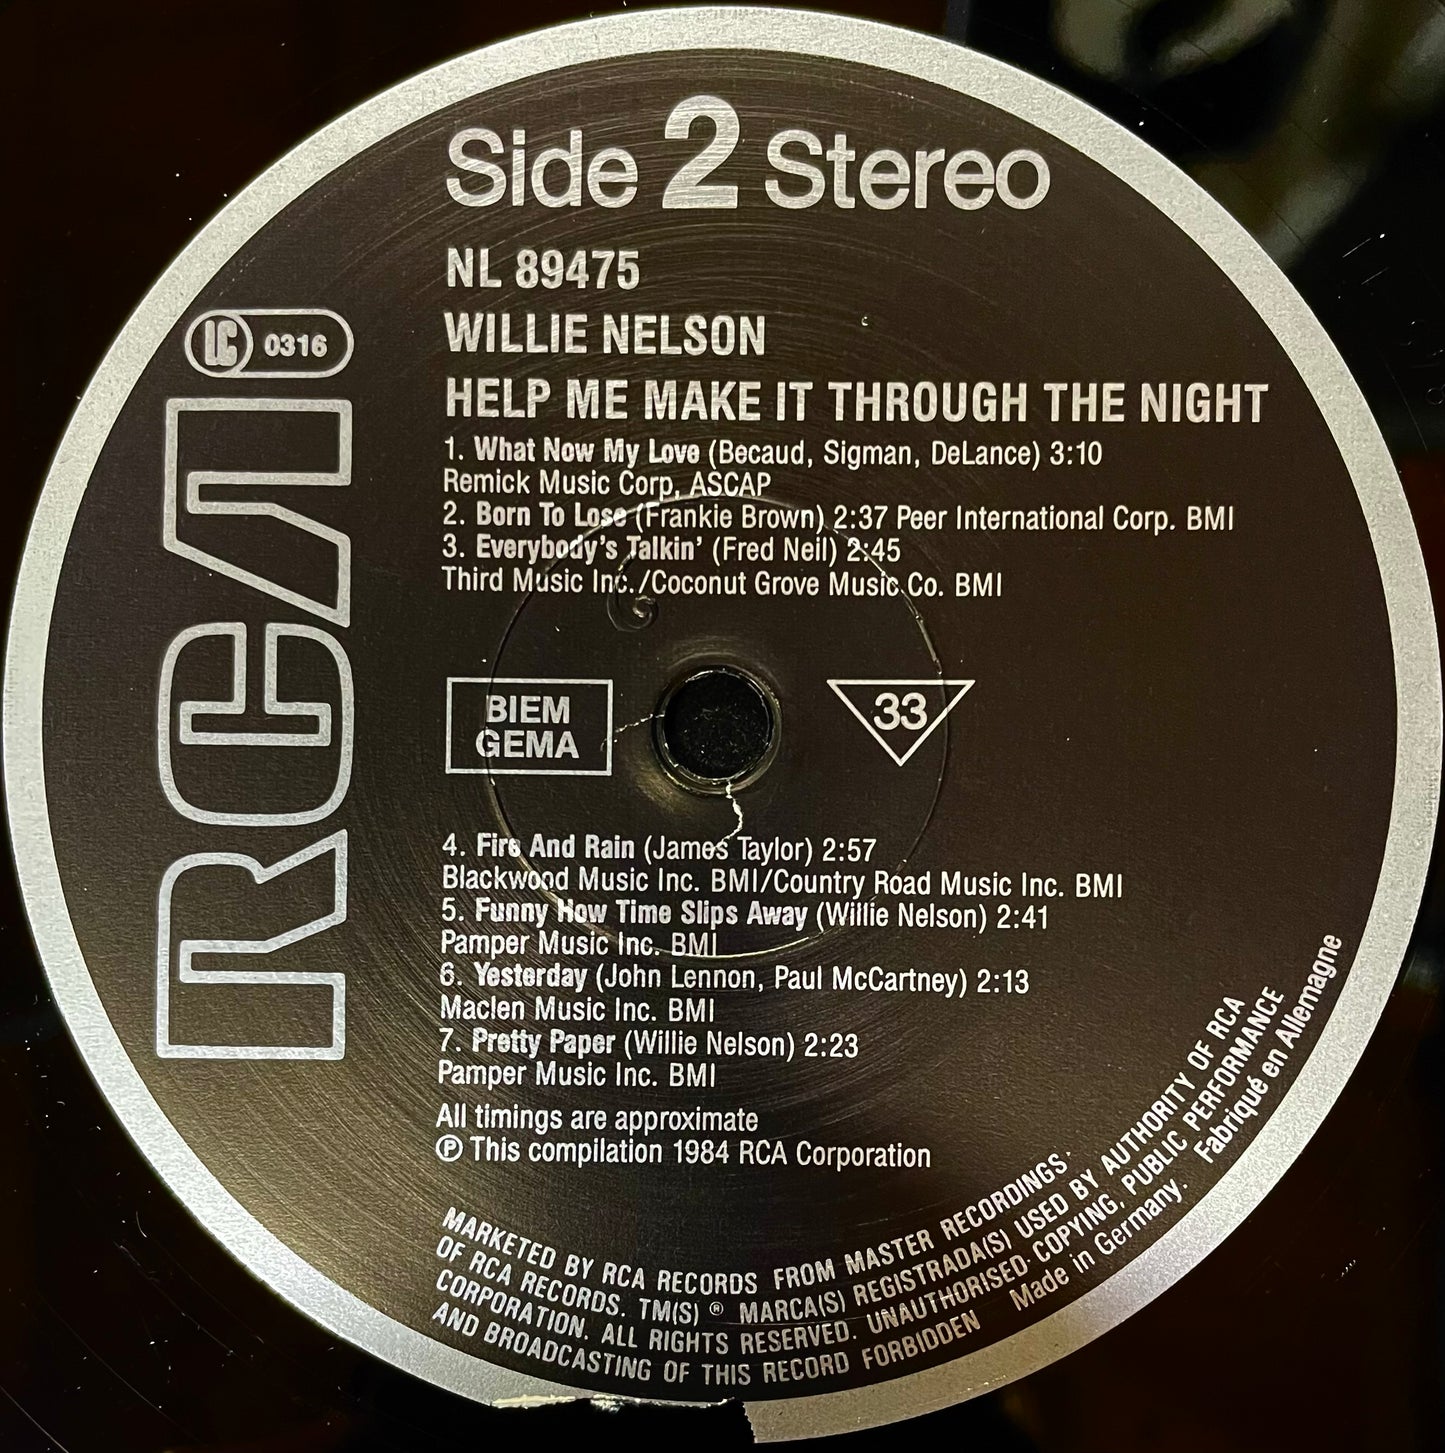 Side 2 Stereo
NL 89475
LC 0316
WILLIE NELSON
HELP ME MAKE IT THROUGH THE NIGHT
1. What Now My Love (Becaud, Sigman, DeLance) 3:10
Remick Music Corp, ASCAP
2. Born To Lose (Frankie Brown) 2:37 Peer International Corp. BMI
3. Everybody's Talkin' (Fred Neil) 2:45
Third Music Inc./Coconut Grove Music Co. BMI
RCA
BIEM
GEMA
33
4. Fire And Rain (James Taylor) 2:57
Blackwood Music Inc. BMI/Country Road Music Inc. BMI
5. Funny How Time Slips Away (Willie Nelson) 2:41
Pamper Music Inc. BMI
6. Yesterday (John Lennon, Paul McCartney) 2:13
Maclen Music Inc. BMI
7. Pretty Paper (Willie Nelson) 2:23
Pamper Music Inc. BMI
All timings are approximate
℗ This compilation 1984 RCA Corporation
MARKETED BY RCA RECORDS FROM MASTER RECORDINGS.
OF RCA RECORDS. TM(S) ® MARCA(S) REGISTRADA(S) USED BY AUTHORITY OF RCA
CORPORATION. ALL RIGHTS RESERVED. UNAUTHORISED COPYING, PUBLIC PERFORMANCE
AND BROADCASTING OF THIS RECORD FORBIDDEN Made in Germany. Fabriqué en Allemagne